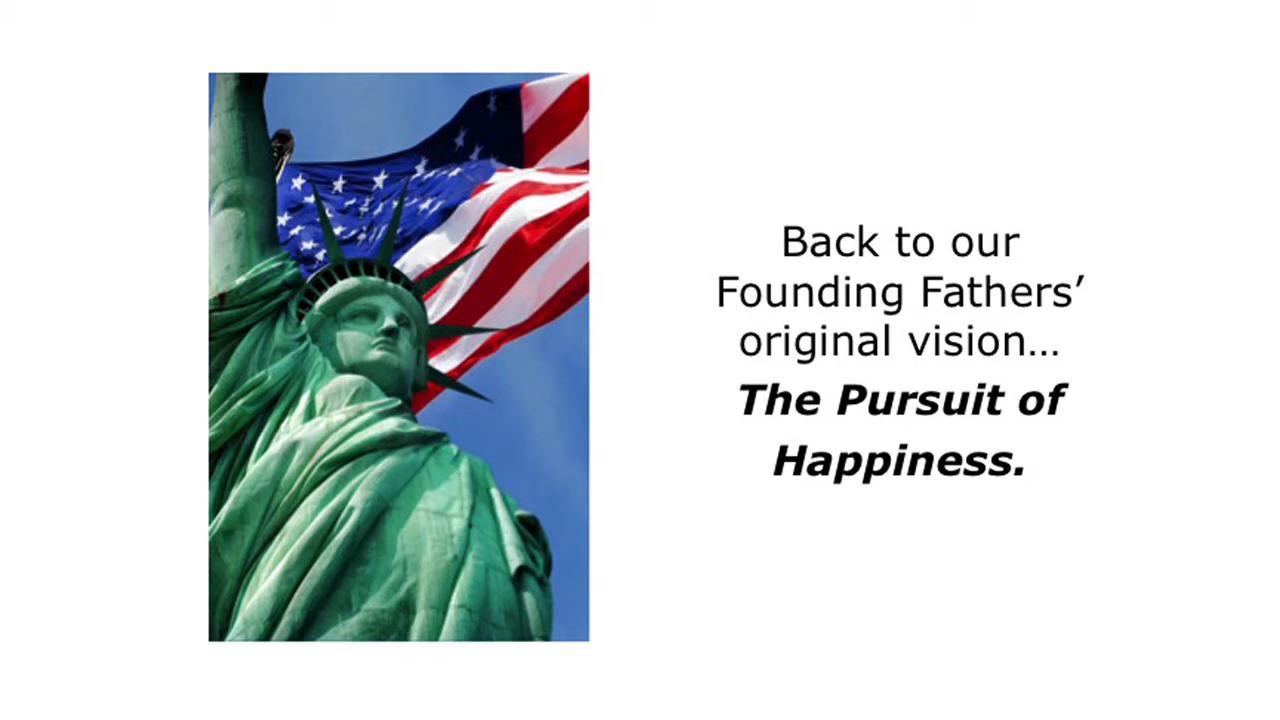 Back to our
Founding Fathers’
original vision…
The Pursuit of
Happiness.